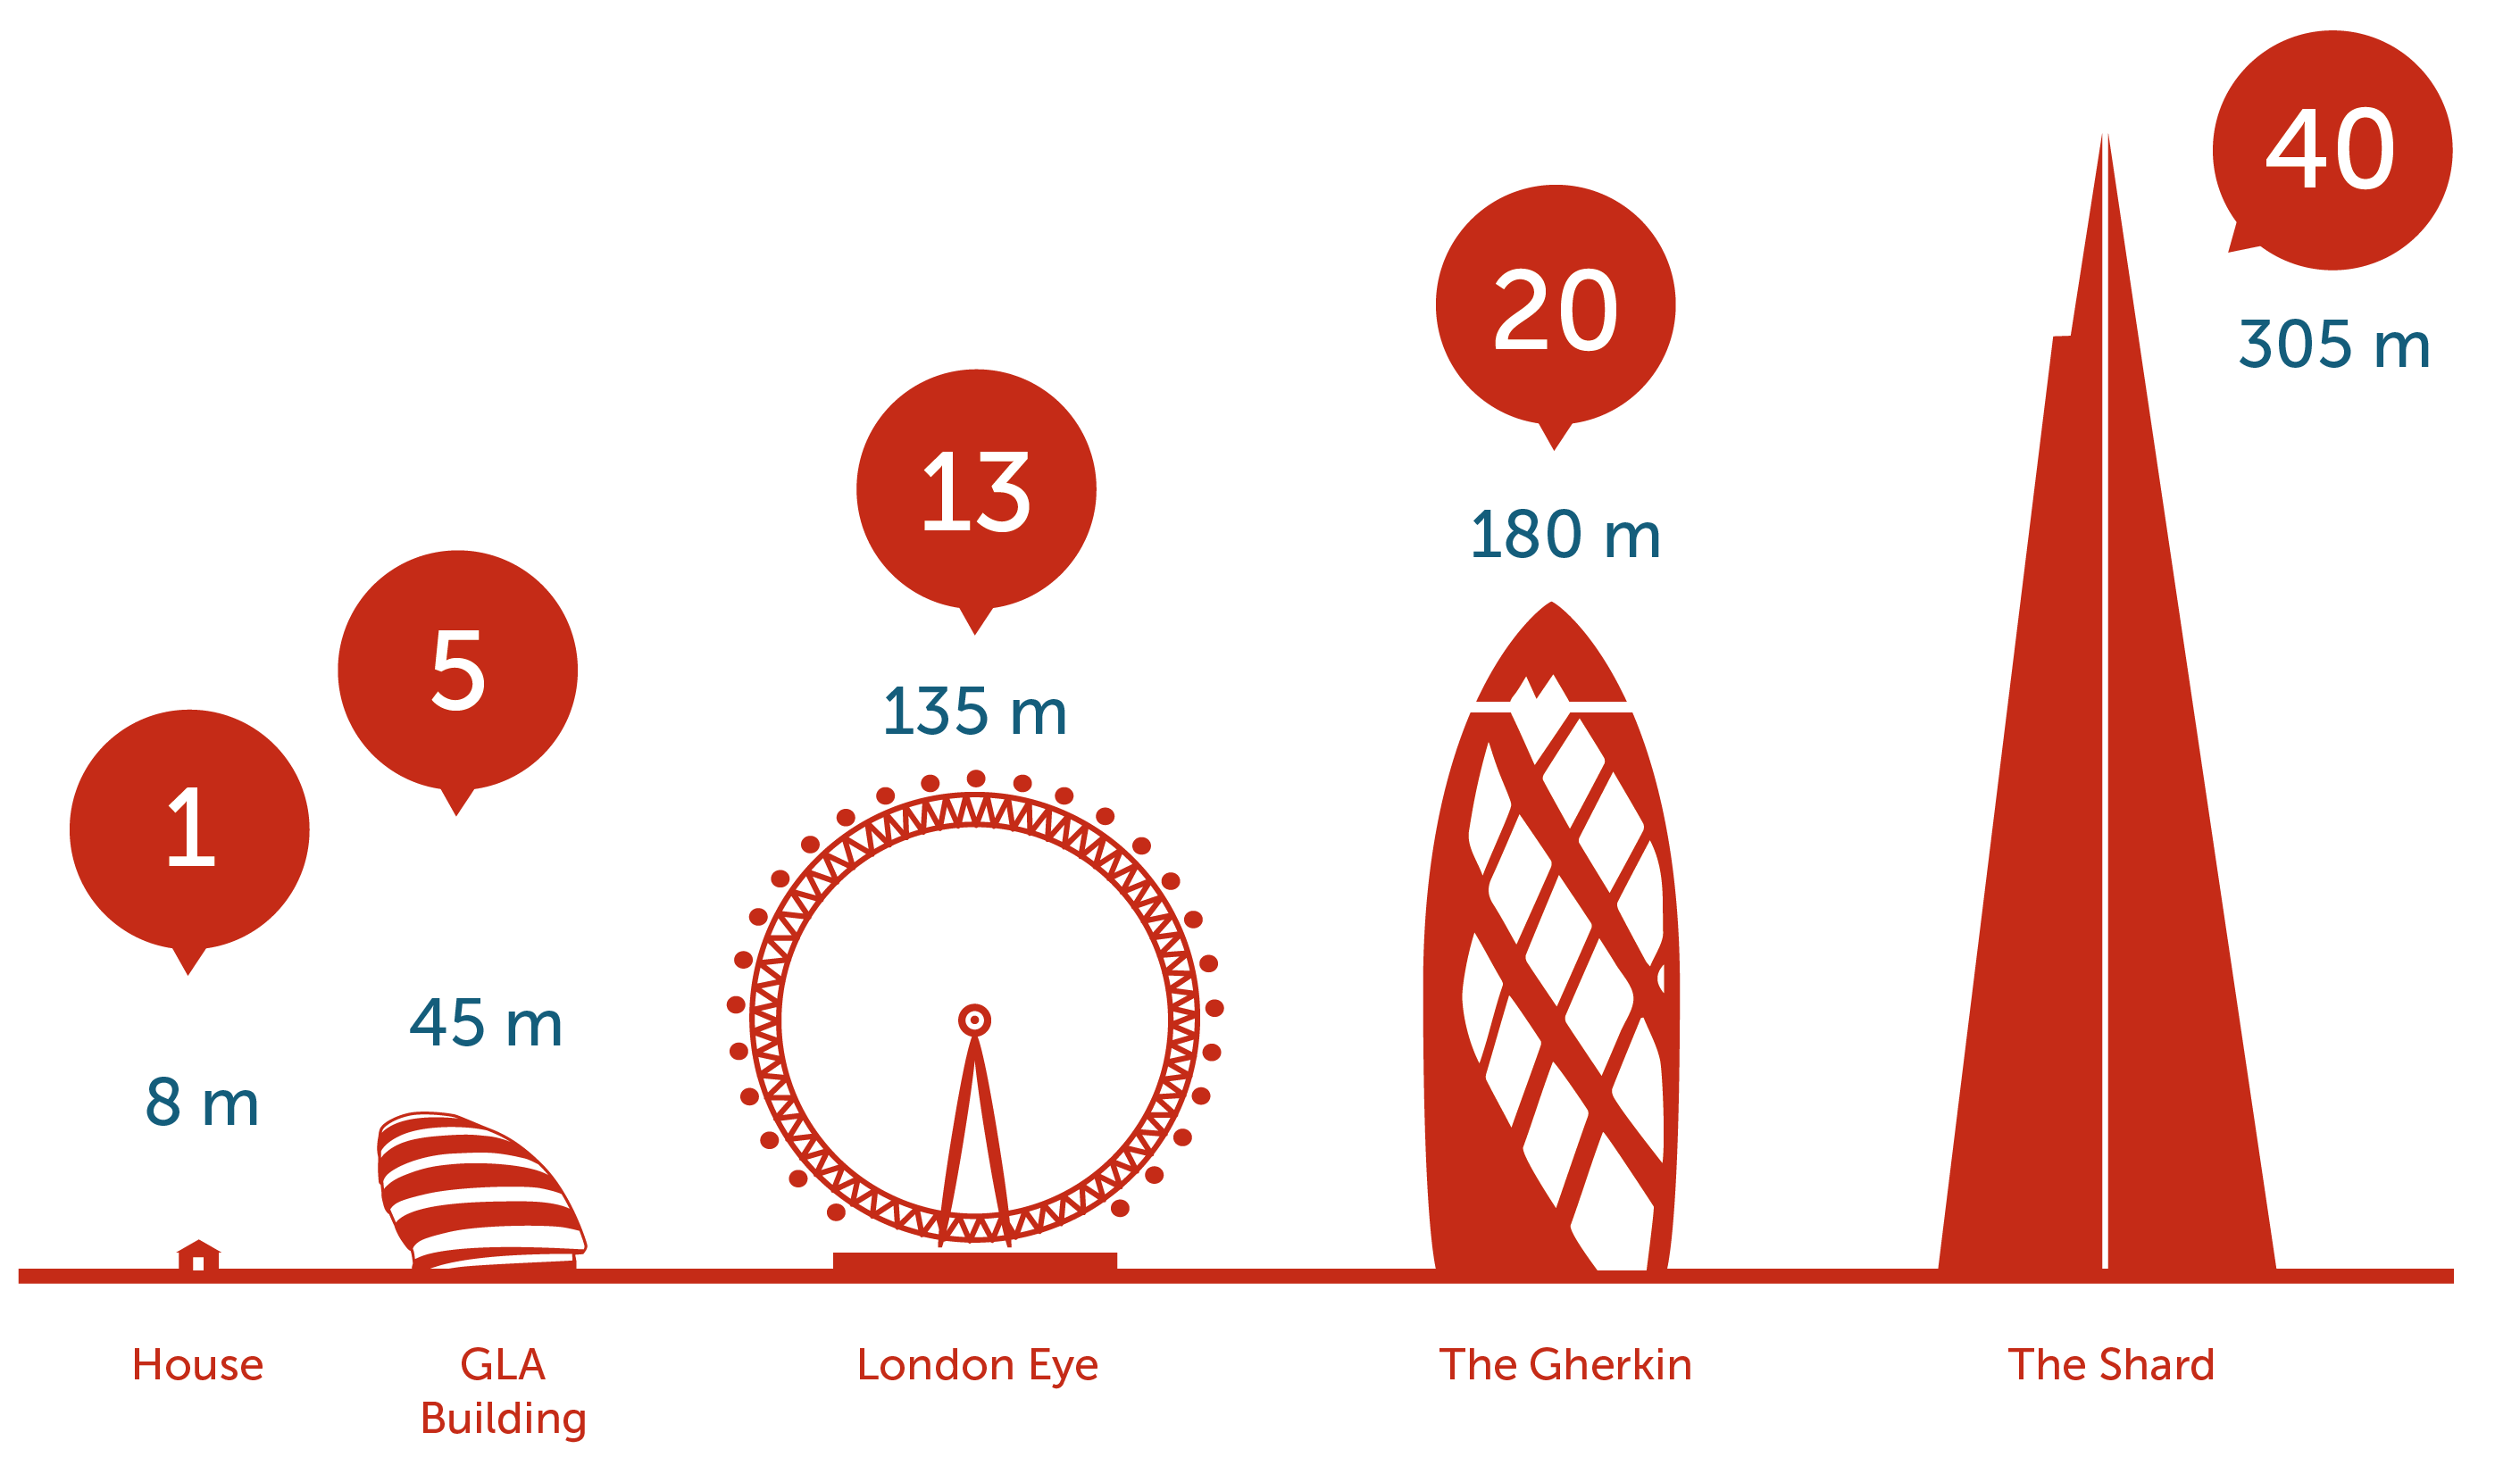 1
8 m
House
5
45 m
GLA
Building
13
135 m
London Eye
20
180 m
The Gherkin
40
305 m
The Shard